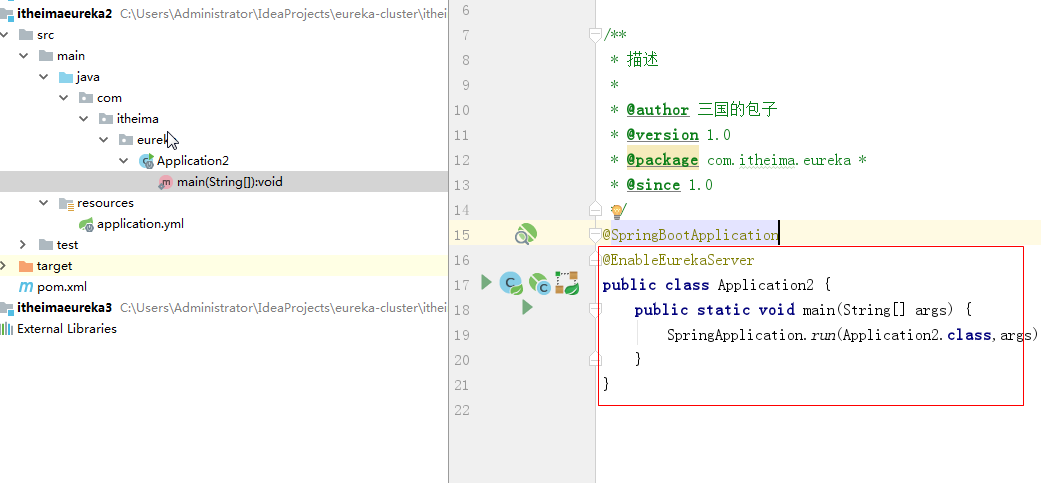 itheimaeureka2 C:\Users\Administrator\IdeaProjects\eureka-cluster\ithei
src
main
java
com
itheima
eurek
Application2
main(String[]):void
resources
application.yml
test
target
pom.xml
itheimaeureka3 C:\Users\Administrator\IdeaProjects\eureka-cluster\ithei
External Libraries
6
7 /**
8 * 描述
9 *
10 * @author 三国的包子
11 * @version 1.0
12 * @package com.itheima.eureka *
13 * @since 1.0
14 */
15 @SpringBootApplication
16 @EnableEurekaServer
17 public class Application2 {
18 public static void main(String[] args) {
19 SpringApplication.run(Application2.class,args)
20 }
21 }
22